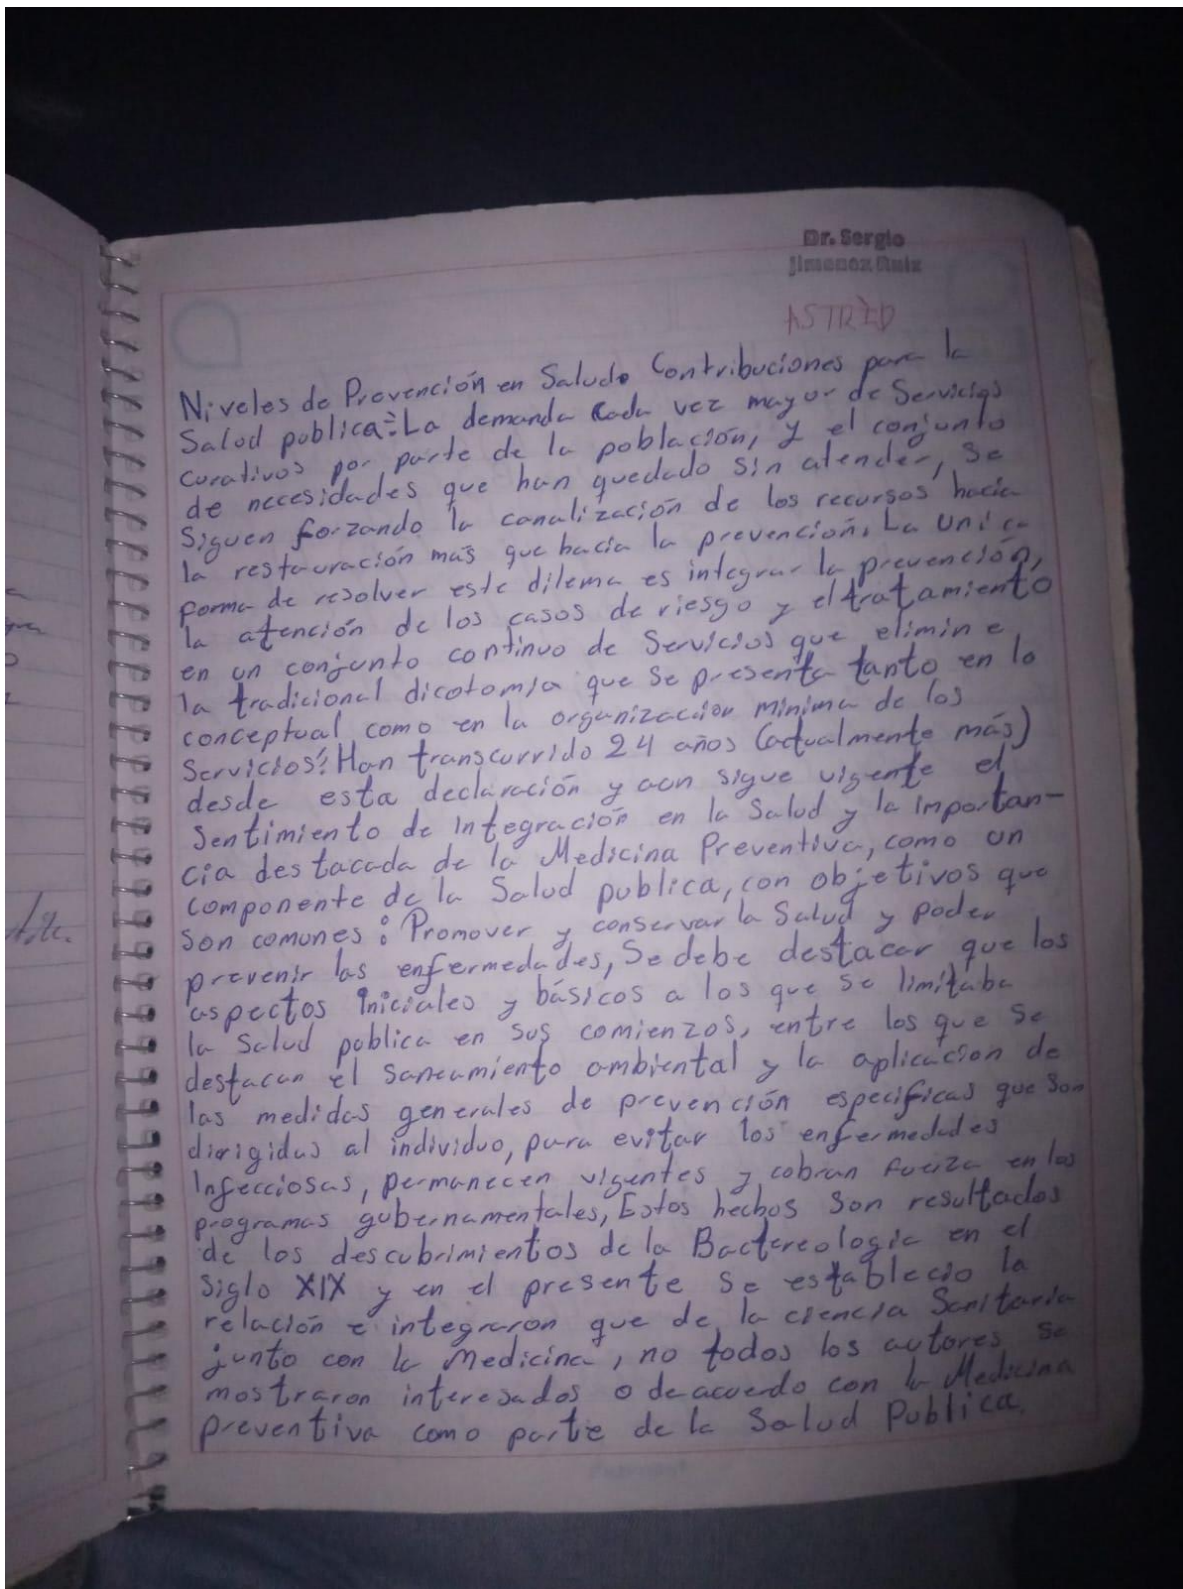 Dr. Sergio
Jimenez Ruiz
ASTRID
Niveles de Prevención en Salud. Contribuciones para la
Salud publica: La demanda cada vez mayor de Servicios
curativos por parte de la población, y el conjunto
de necesidades que han quedado sin atender, se
Siguen forzando la canalización de los recursos hacia
la restauración más que hacia la prevención. La unica
forma de resolver este dilema es integrar la prevención,
la atención de los casos de riesgo y el tratamiento
en un conjunto continuo de Servicios que elimine
la tradicional dicotomía que se presenta tanto en lo
conceptual como en la organización minima de los
Servicios! Han transcurrido 24 años (actualmente más)
desde esta declaración y aun sigue vigente el
Sentimiento de integración en la Salud y la importan-
cia destacada de la Medicina Preventiva, como un
componente de la Salud publica, con objetivos que
son comunes: Promover y conservar la Salud y poder
prevenir las enfermedades, Se debe destacar que los
aspectos iniciales y básicos a los que se limitaba
la Salud publica en sus comienzos, entre los que se
destacan el saneamiento ambiental y la aplicación de
las medidas generales de prevención especificas que son
dirigidas al individuo, para evitar los enfermedades
Infecciosas, permanecen vigentes y cobran fuerza en los
programas gubernamentales, Estos hechos son resultados
de los descubrimientos de la Bactereologia en el
Siglo XIX y en el presente se establecio la
relación e integraron que de la ciencia Sanitaria
junto con la Medicina, no todos los autores se
mostraron interesados o de acuerdo con la Medicina
preventiva como parte de la Salud Publica.